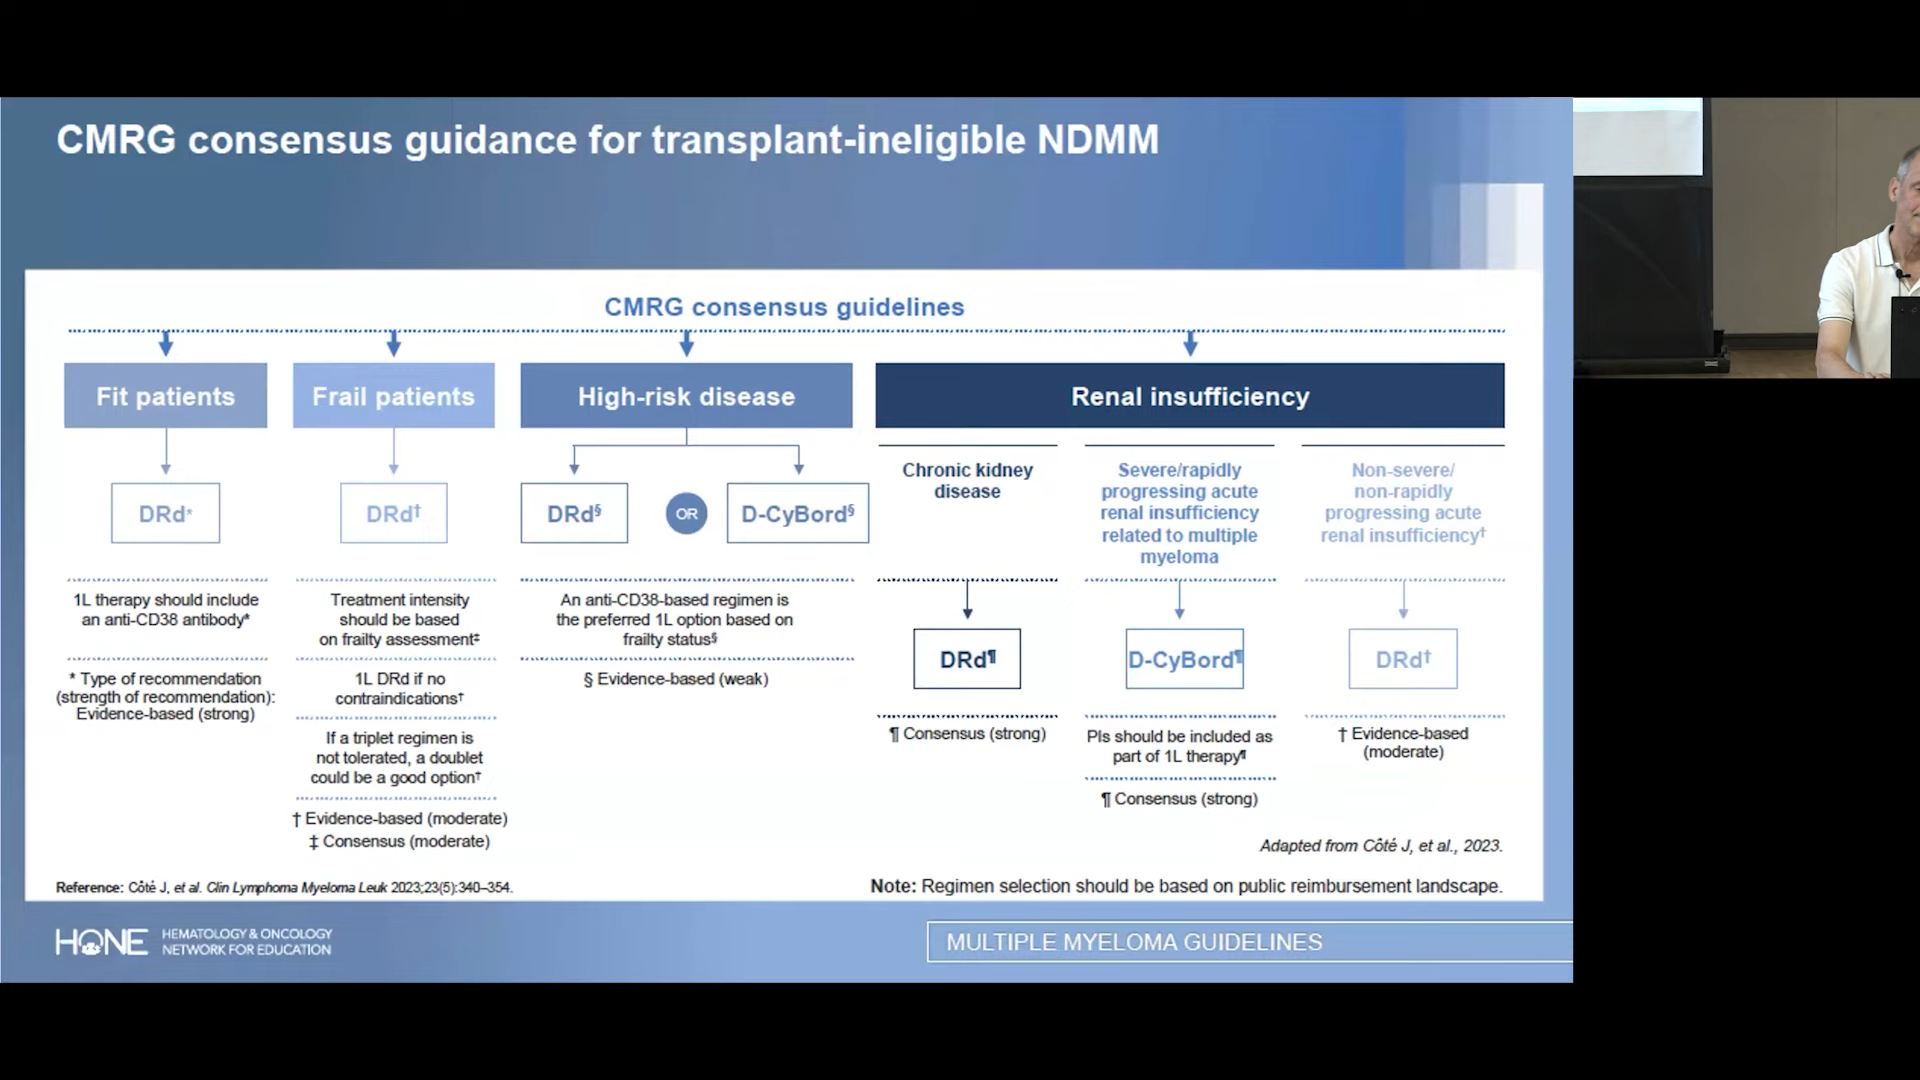 CMRG consensus guidance for transplant-ineligible NDMM
CMRG consensus guidelines
Fit patients
DRd*
1L therapy should include
an anti-CD38 antibody*
* Type of recommendation
(strength of recommendation):
Evidence-based (strong)
Frail patients
DRd†
Treatment intensity
should be based
on frailty assessment‡
1L DRd if no
contraindications†
If a triplet regimen is
not tolerated, a doublet
could be a good option†
† Evidence-based (moderate)
‡ Consensus (moderate)
High-risk disease
DRd§
OR
D-CyBord§
An anti-CD38-based regimen is
the preferred 1L option based on
frailty status§
§ Evidence-based (weak)
Renal insufficiency
Chronic kidney
disease
DRd¶
¶ Consensus (strong)
Severe/rapidly
progressing acute
renal insufficiency
related to multiple
myeloma
D-CyBord¶
PIs should be included as
part of 1L therapy¶
¶ Consensus (strong)
Non-severe/
non-rapidly
progressing acute
renal insufficiency†
DRd†
† Evidence-based
(moderate)
Adapted from Côté J, et al., 2023.
Reference: Côté J, et al. Clin Lymphoma Myeloma Leuk 2023;23(5):340–354.
Note: Regimen selection should be based on public reimbursement landscape.
HONE
HEMATOLOGY & ONCOLOGY
NETWORK FOR EDUCATION
MULTIPLE MYELOMA GUIDELINES